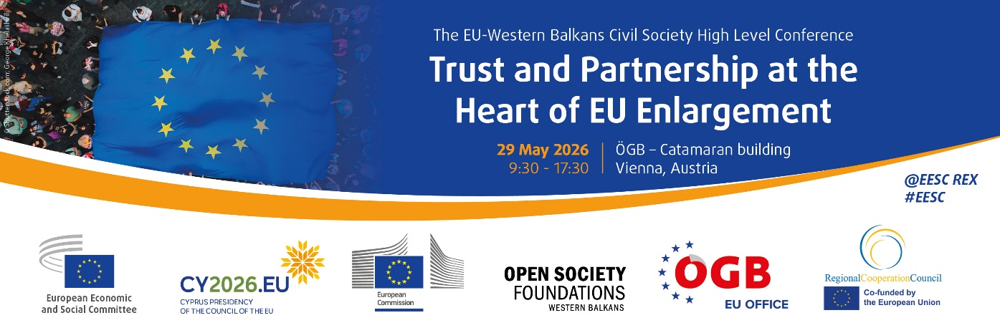 © Shutterstock.com, George Khelashvili
The EU-Western Balkans Civil Society High Level Conference
Trust and Partnership at the
Heart of EU Enlargement
29 May 2026
9:30 - 17:30
ÖGB – Catamaran building
Vienna, Austria
@EESC REX
#EESC
European Economic
and Social Committee
CY2026.EU
CYPRUS PRESIDENCY
OF THE COUNCIL OF THE EU
European
Commission
OPEN SOCIETY
FOUNDATIONS
WESTERN BALKANS
ÖGB
EU OFFICE
RegionalCooperationCouncil
Co-funded by
the European Union